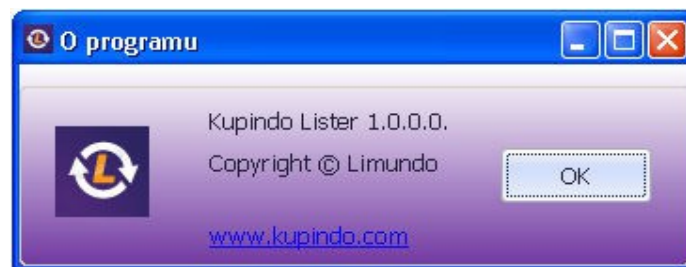 O programu
Kupindo Lister 1.0.0.0.
Copyright © Limundo
OK
www.kupindo.com
L